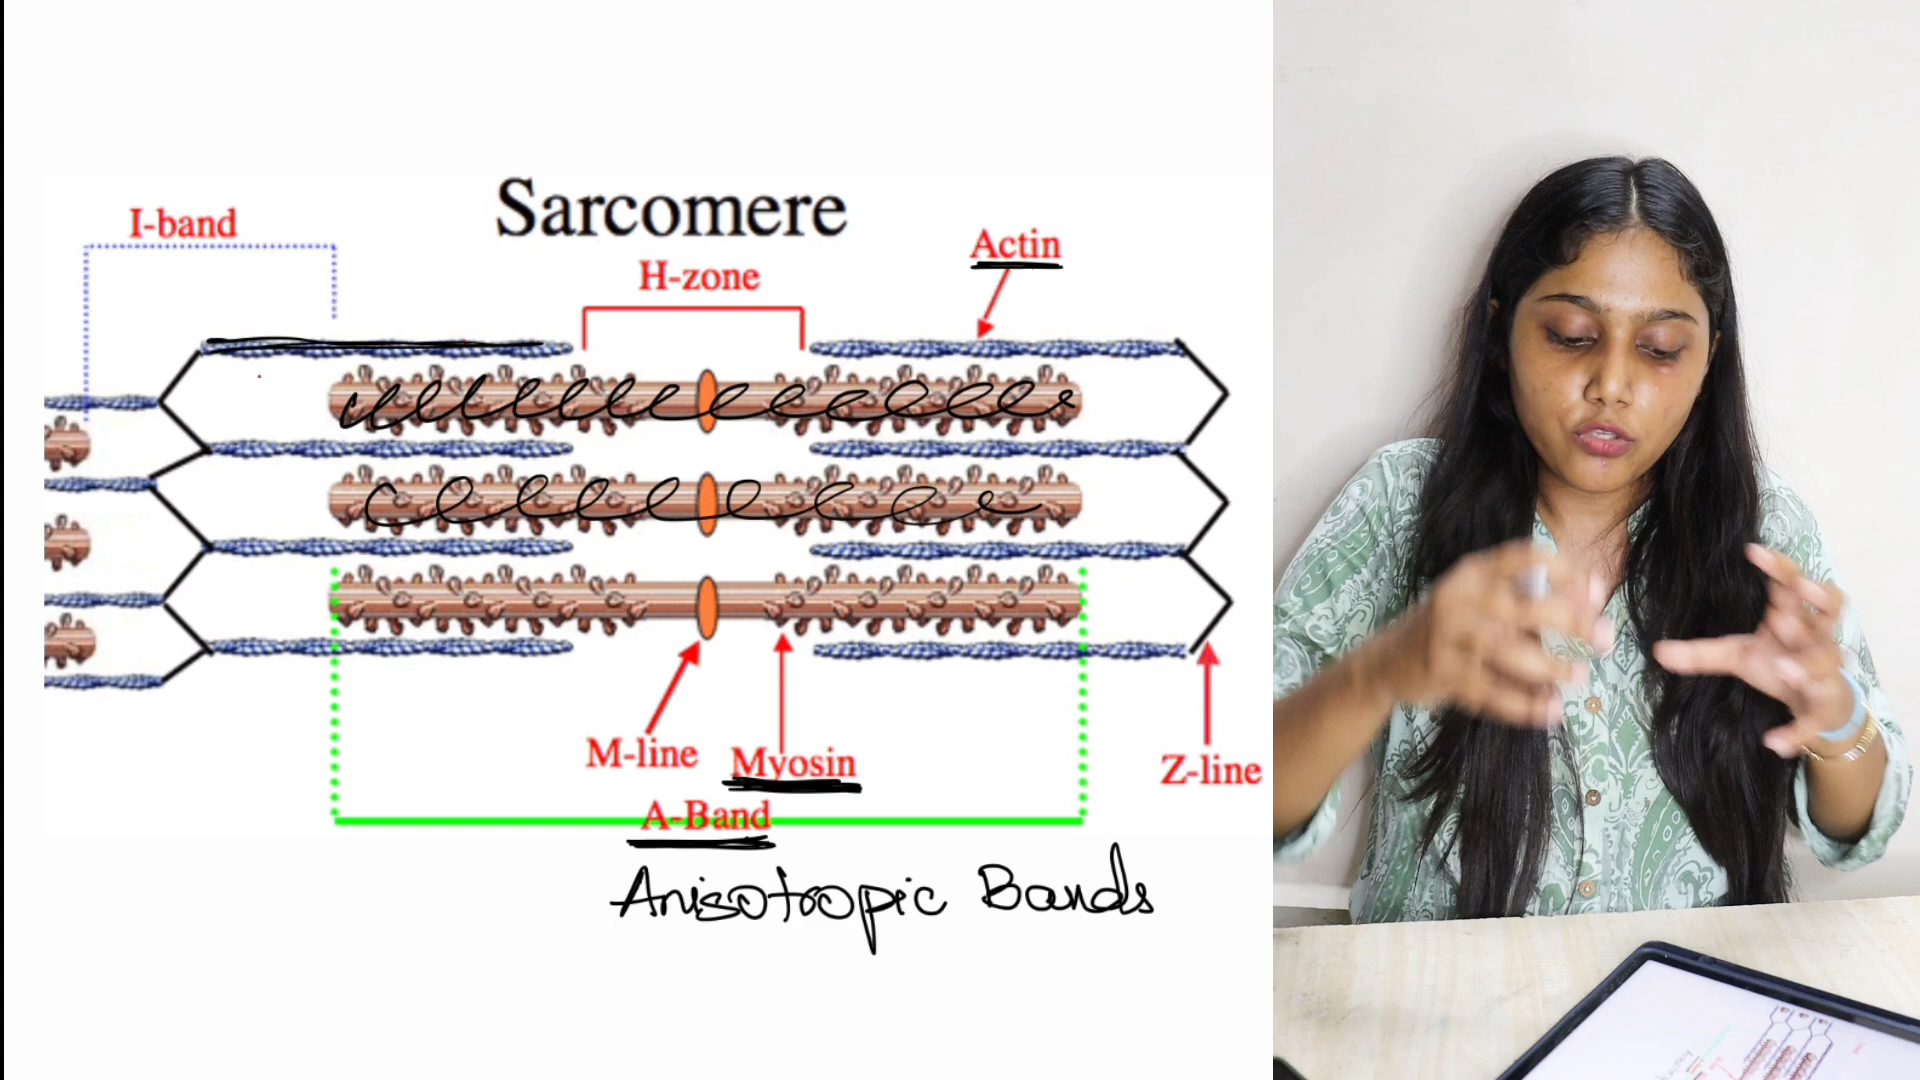 Sarcomere
I-band
Actin
H-zone
M-line
Myosin
Z-line
A-Band
Anisotropic Bands